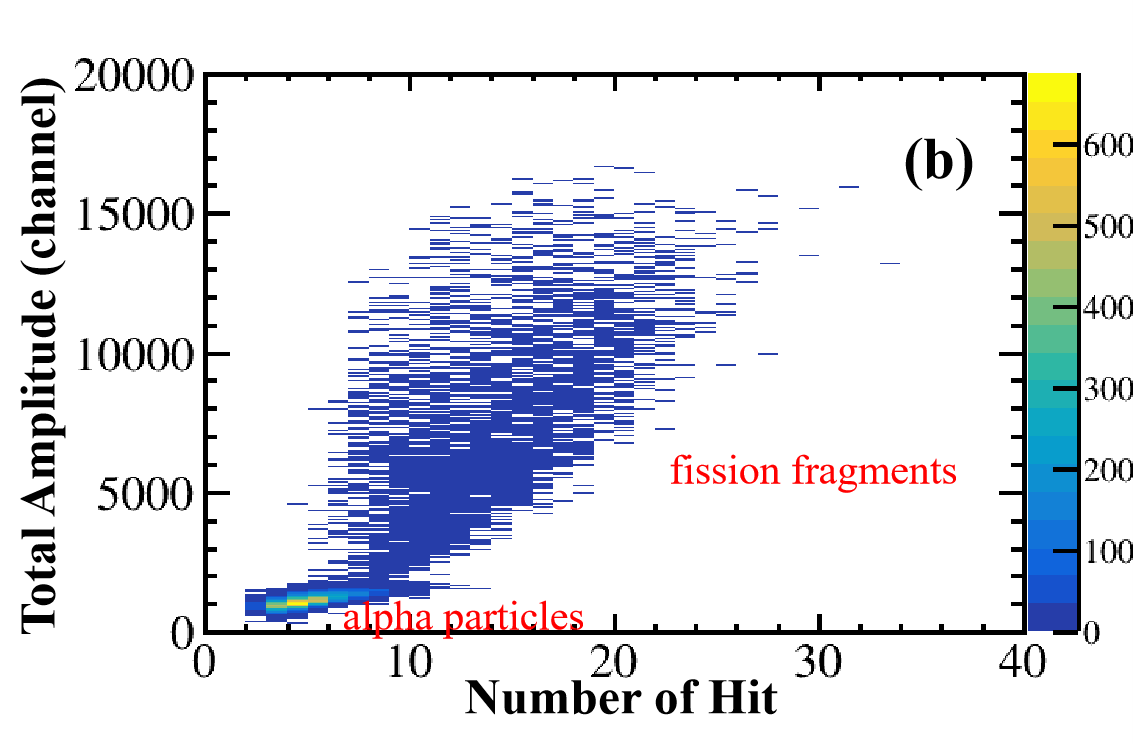 20000
15000
10000
5000
0
Total Amplitude (channel)
(b)
fission fragments
alpha particles
0 10 20 30 40
Number of Hit
600
500
400
300
200
100
0